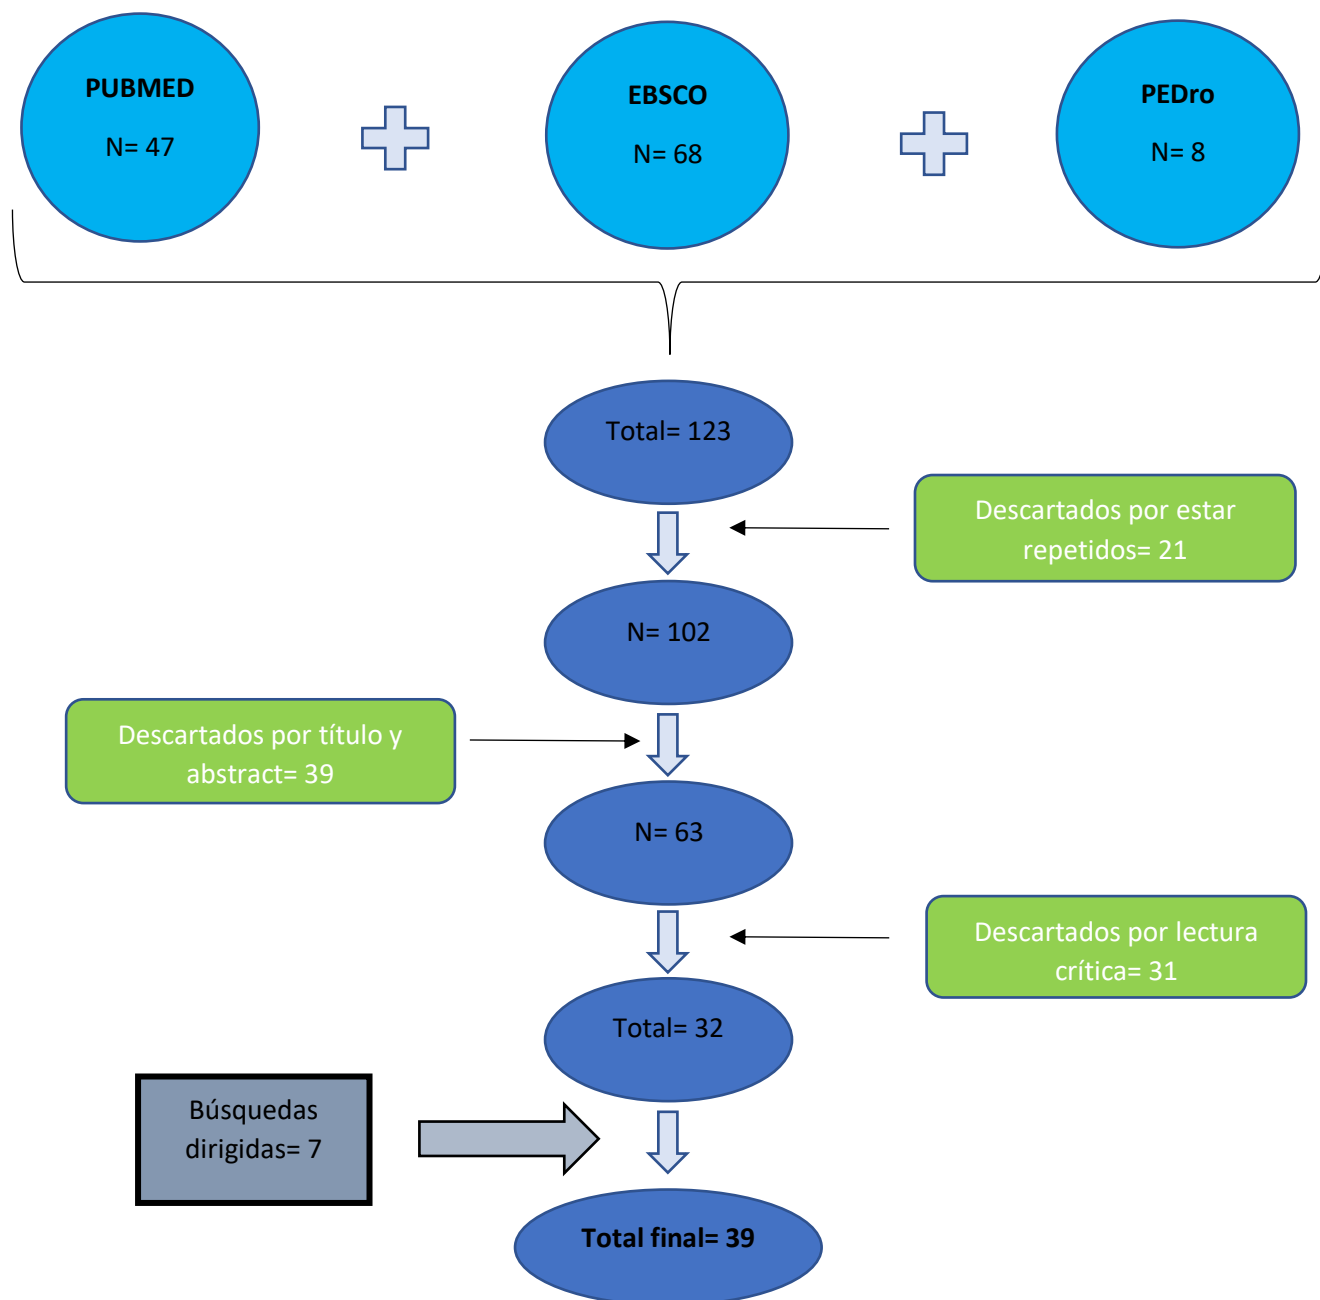 PUBMED
N= 47
EBSCO
N= 68
PEDro
N= 8
Total= 123
Descartados por estar
repetidos= 21
N= 102
Descartados por título y
abstract= 39
N= 63
Descartados por lectura
crítica= 31
Total= 32
Búsquedas
dirigidas= 7
Total final= 39